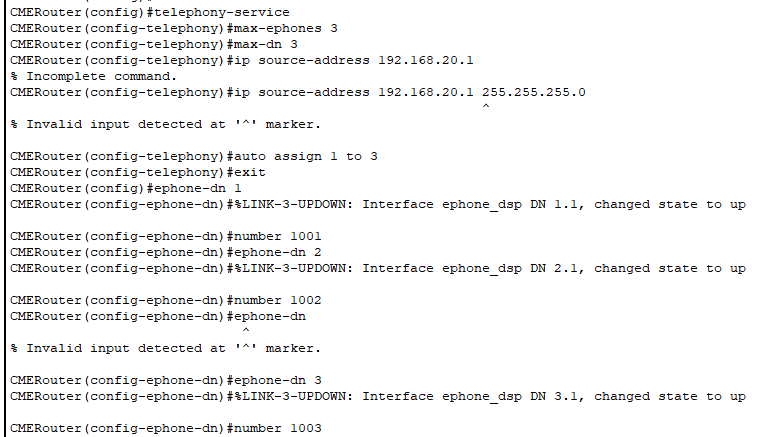 CMERouter(config)#telephony-service
CMERouter(config-telephony)#max-ephones 3
CMERouter(config-telephony)#max-dn 3
CMERouter(config-telephony)#ip source-address 192.168.20.1
% Incomplete command.
CMERouter(config-telephony)#ip source-address 192.168.20.1 255.255.255.0
^
% Invalid input detected at '^' marker.
CMERouter(config-telephony)#auto assign 1 to 3
CMERouter(config-telephony)#exit
CMERouter(config)#ephone-dn 1
CMERouter(config-ephone-dn)#%LINK-3-UPDOWN: Interface ephone_dsp DN 1.1, changed state to up
CMERouter(config-ephone-dn)#number 1001
CMERouter(config-ephone-dn)#ephone-dn 2
CMERouter(config-ephone-dn)#%LINK-3-UPDOWN: Interface ephone_dsp DN 2.1, changed state to up
CMERouter(config-ephone-dn)#number 1002
CMERouter(config-ephone-dn)#ephone-dn
^
% Invalid input detected at '^' marker.
CMERouter(config-ephone-dn)#ephone-dn 3
CMERouter(config-ephone-dn)#%LINK-3-UPDOWN: Interface ephone_dsp DN 3.1, changed state to up
CMERouter(config-ephone-dn)#number 1003